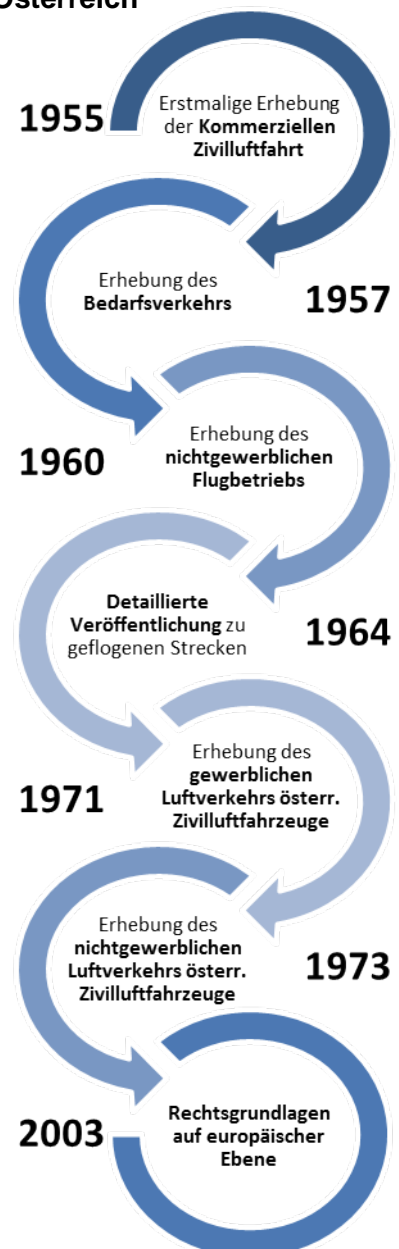 Österreich
1955
Erstmalige Erhebung
der Kommerziellen
Zivilluftfahrt
Erhebung des
Bedarfsverkehrs
1957
1960
Erhebung des
nichtgewerblichen
Flugbetriebs
Detaillierte
Veröffentlichung zu
geflogenen Strecken
1964
1971
Erhebung des
gewerblichen
Luftverkehrs österr.
Zivilluftfahrzeuge
Erhebung des
nichtgewerblichen
Luftverkehrs österr.
Zivilluftfahrzeuge
1973
2003
Rechtsgrundlagen
auf europäischer
Ebene